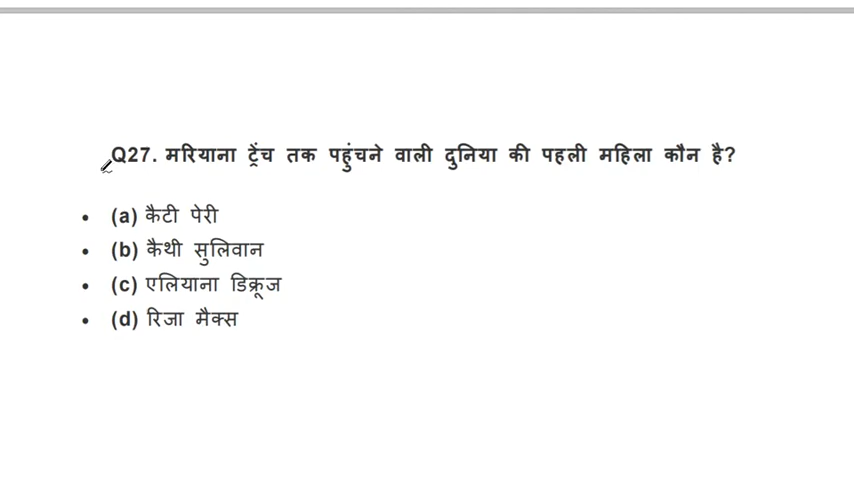 Q27. मरियाना ट्रेंच तक पहुंचने वाली दुनिया की पहली महिला कौन है?
• (a) कैटी पेरी
• (b) कैथी सुलिवान
• (c) एलियाना डिक्रूज
• (d) रिजा मैक्स